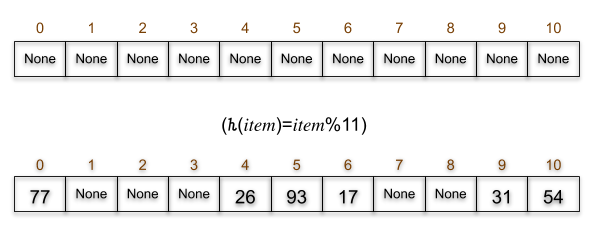 0 1 2 3 4 5 6 7 8 9 10
None None None None None None None None None None None
(h(item)=item%11)
0 1 2 3 4 5 6 7 8 9 10
77 None None None 26 93 17 None None 31 54